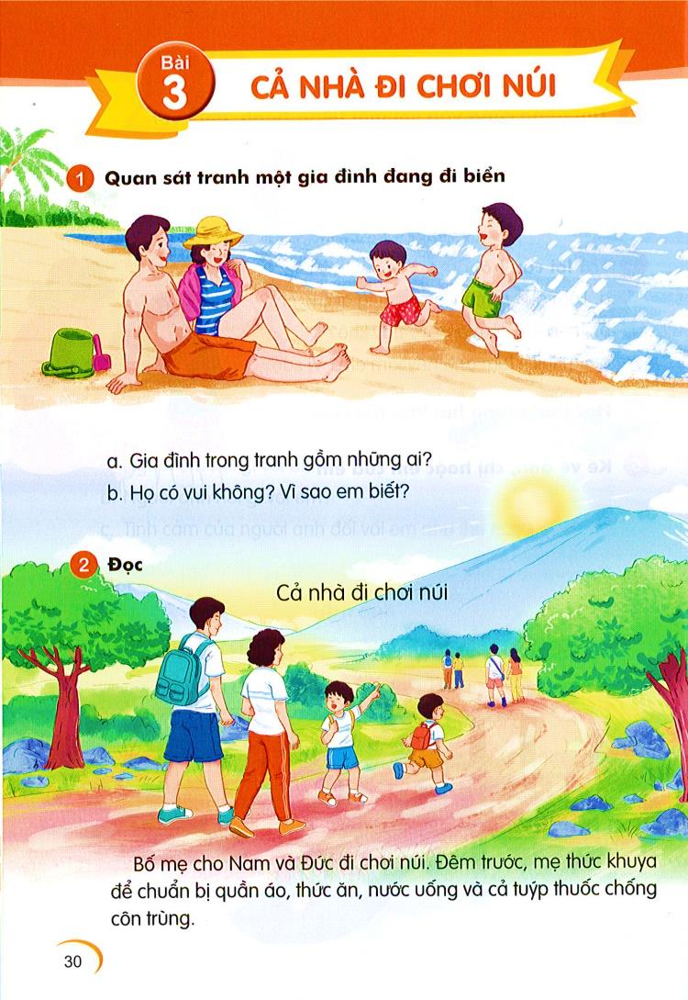 Bài
3
CẢ NHÀ ĐI CHƠI NÚI
1 Quan sát tranh một gia đình đang đi biển
a. Gia đình trong tranh gồm những ai?
b. Họ có vui không? Vì sao em biết?
2 Đọc
Cả nhà đi chơi núi
Bố mẹ cho Nam và Đức đi chơi núi. Đêm trước, mẹ thức khuya
để chuẩn bị quần áo, thức ăn, nước uống và cả tuýp thuốc chống
côn trùng.
30